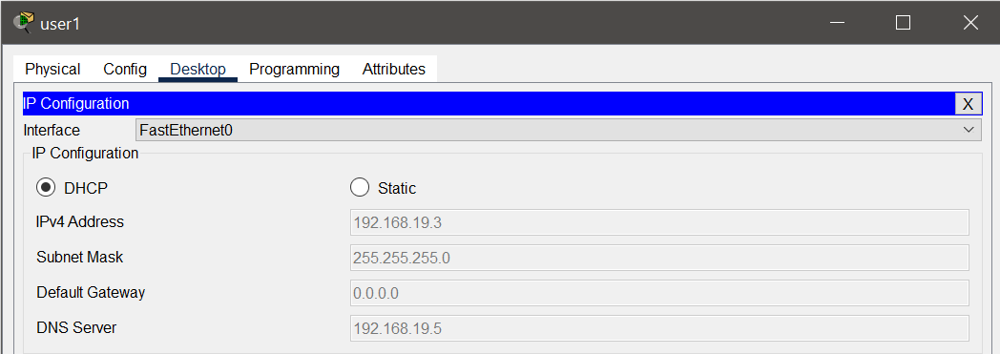 user1
Physical Config Desktop Programming Attributes
IP Configuration X
Interface FastEthernet0
IP Configuration
DHCP Static
IPv4 Address 192.168.19.3
Subnet Mask 255.255.255.0
Default Gateway 0.0.0.0
DNS Server 192.168.19.5